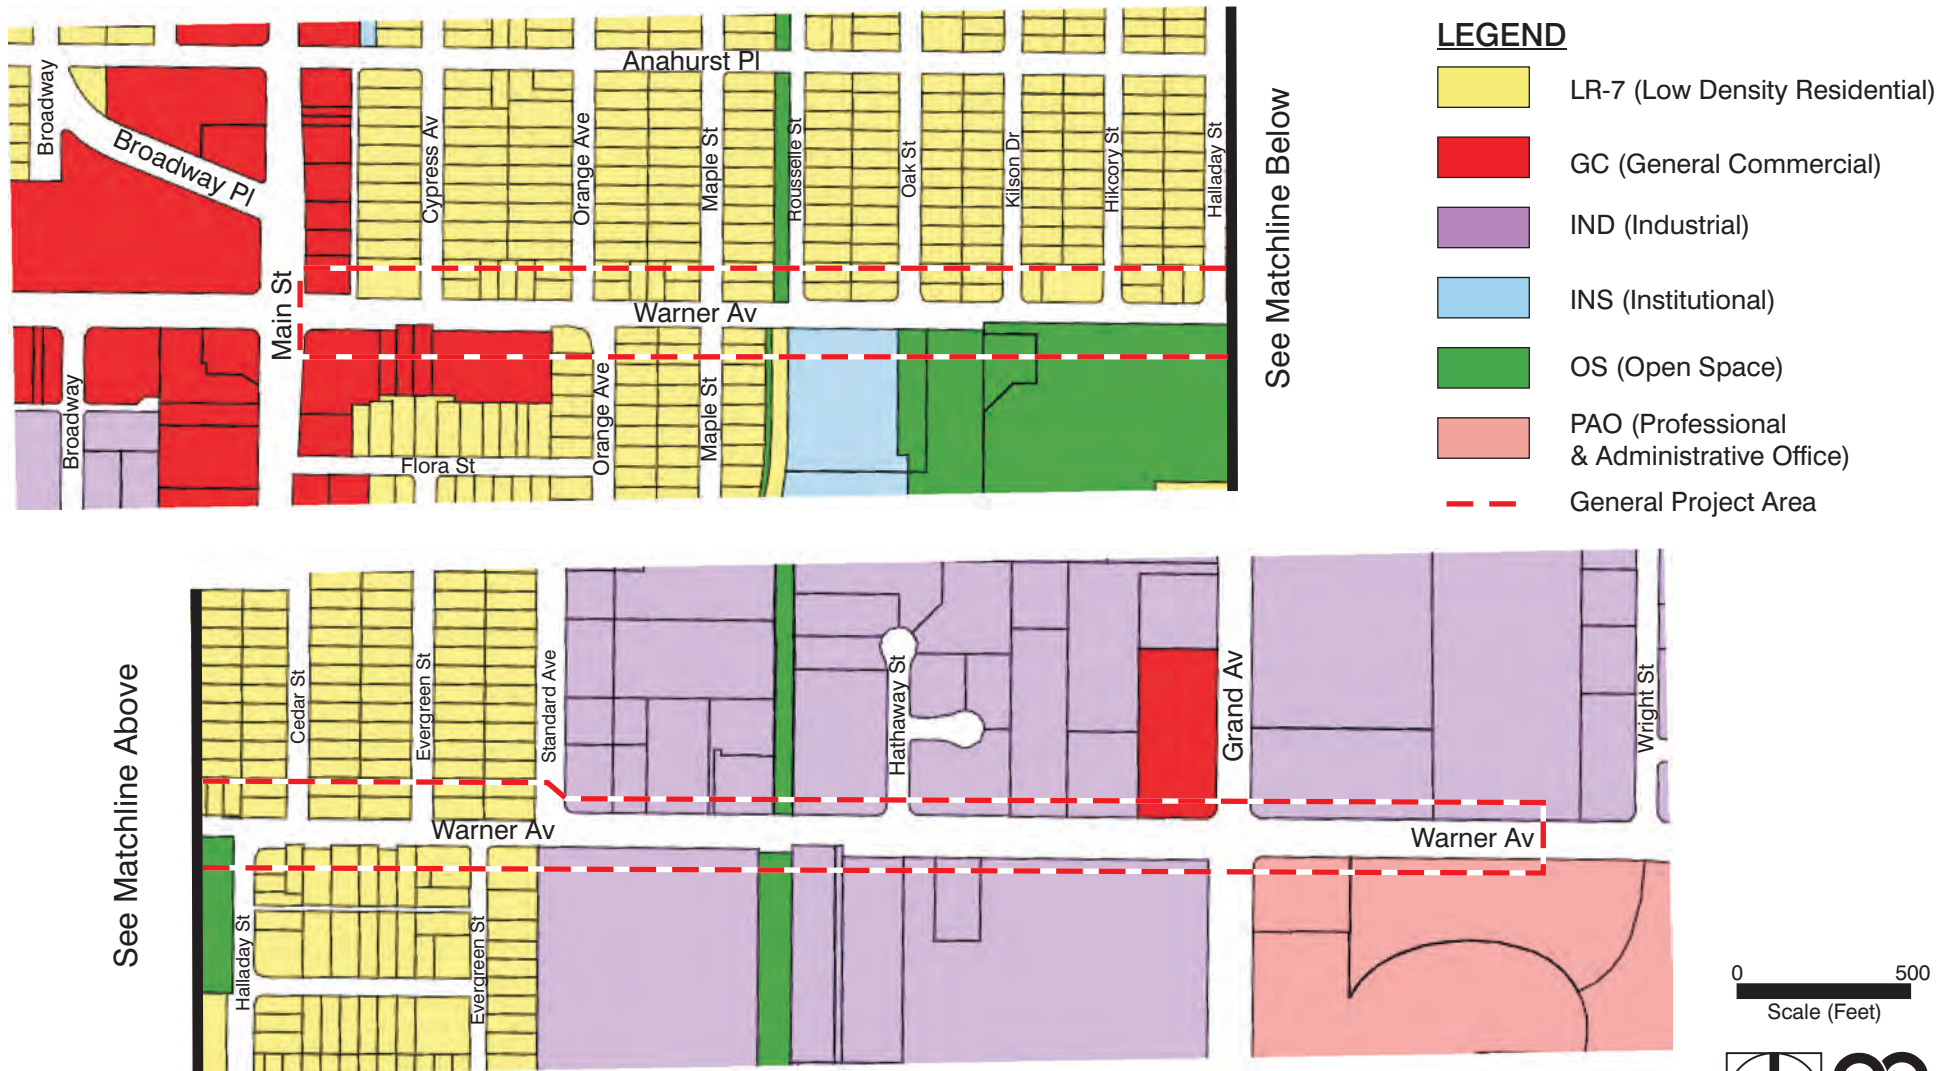 Anahurst Pl
Broadway
Broadway Pl
Cypress Av
Orange Ave
Maple St
Rousselle St
Oak St
Kilson Dr
Hikcory St
Halladay St
Main St
Warner Av
Broadway
Flora St
Orange Ave
Maple St
See Matchline Below
LEGEND
LR-7 (Low Density Residential)
GC (General Commercial)
IND (Industrial)
INS (Institutional)
OS (Open Space)
PAO (Professional
& Administrative Office)
General Project Area
See Matchline Above
Cedar St
Evergreen St
Standard Ave
Hathaway St
Grand Av
Wright St
Warner Av
Warner Av
Halladay St
Evergreen St
0 500
Scale (Feet)